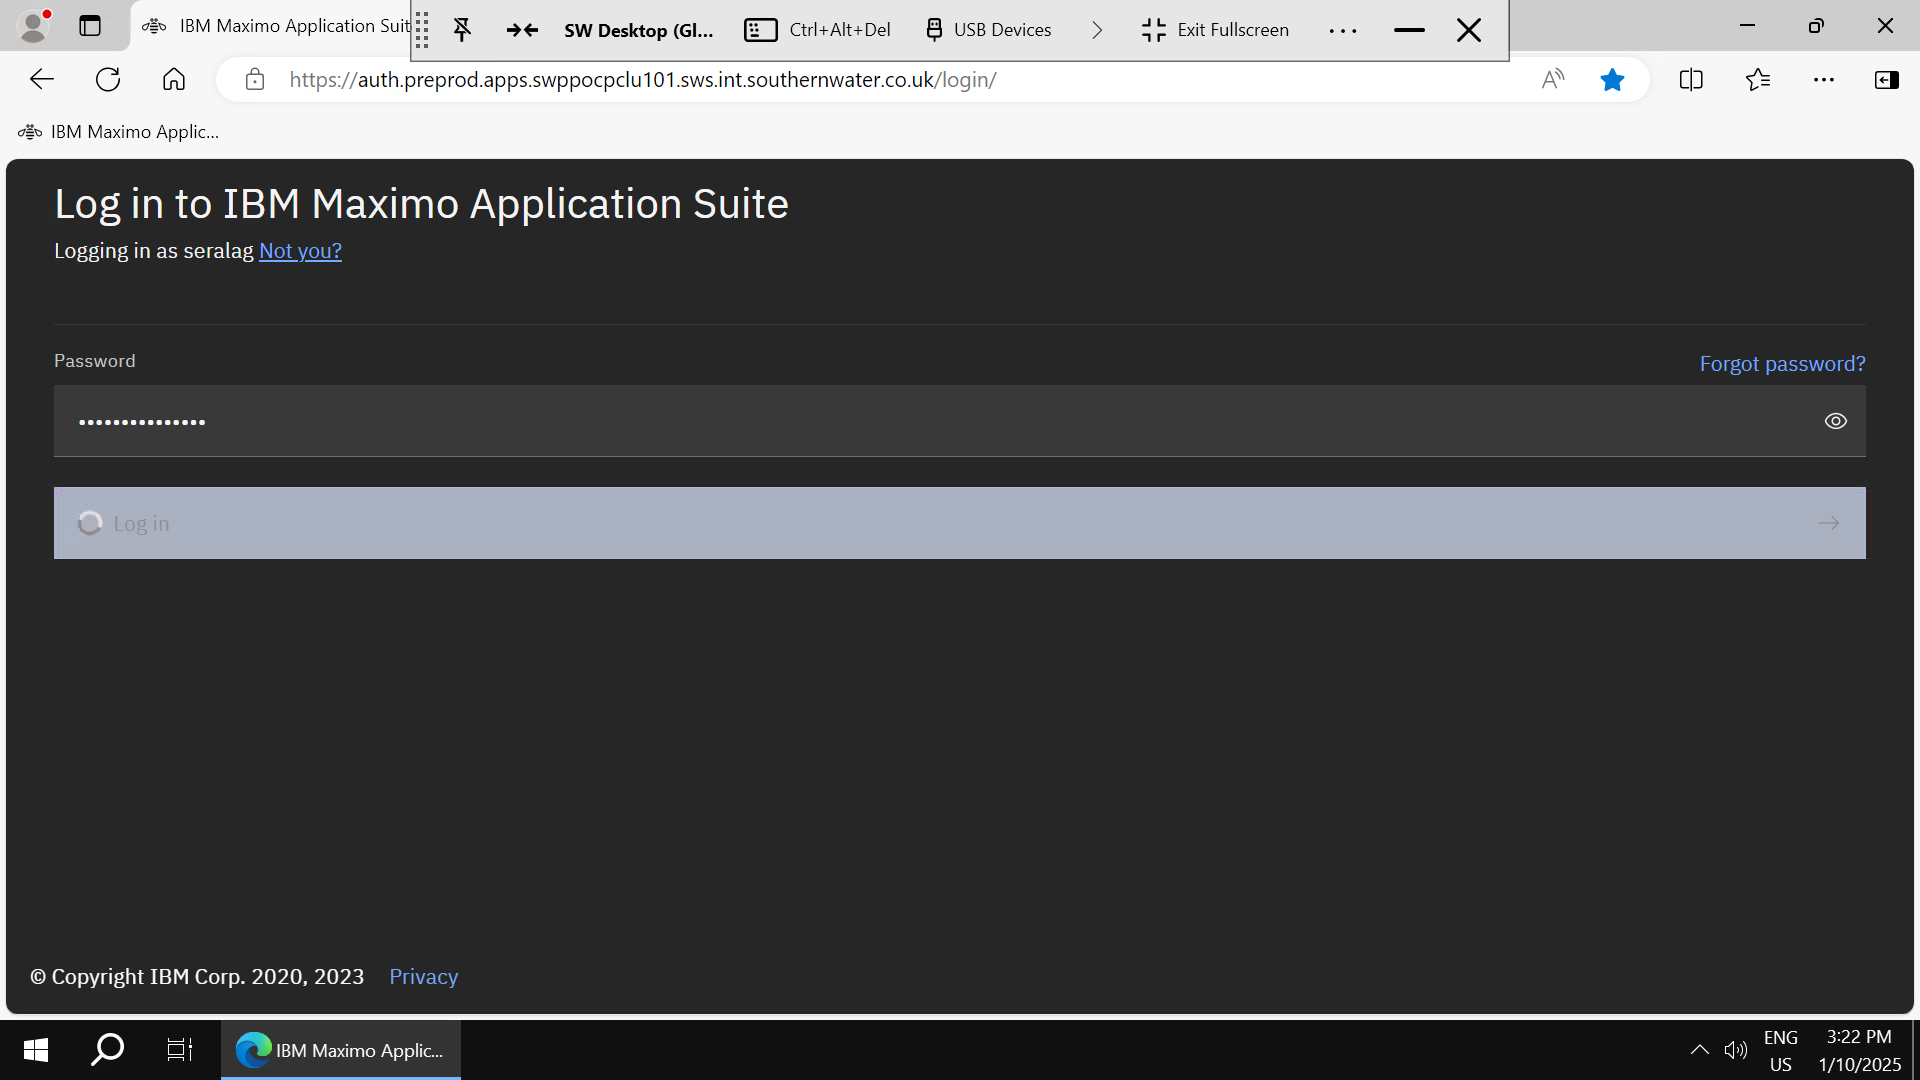 IBM Maximo Application Suit
SW Desktop (Gl...
Ctrl+Alt+Del
USB Devices
Exit Fullscreen
https://auth.preprod.apps.swppocpclu101.sws.int.southernwater.co.uk/login/
IBM Maximo Applic...
Log in to IBM Maximo Application Suite
Logging in as seralag Not you?
Password
Forgot password?
Log in
© Copyright IBM Corp. 2020, 2023 Privacy
IBM Maximo Applic...
ENG
US
3:22 PM
1/10/2025